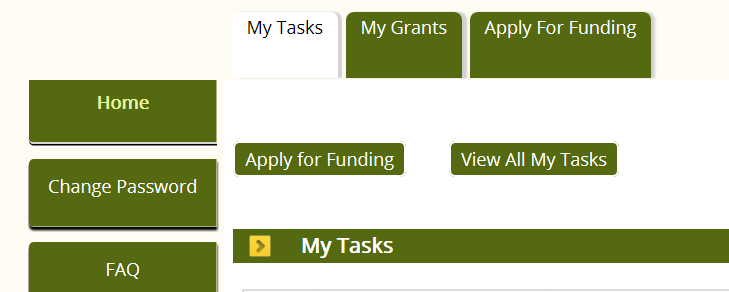 My Tasks
My Grants
Apply For Funding
Home
Change Password
FAQ
Apply for Funding
View All My Tasks
My Tasks